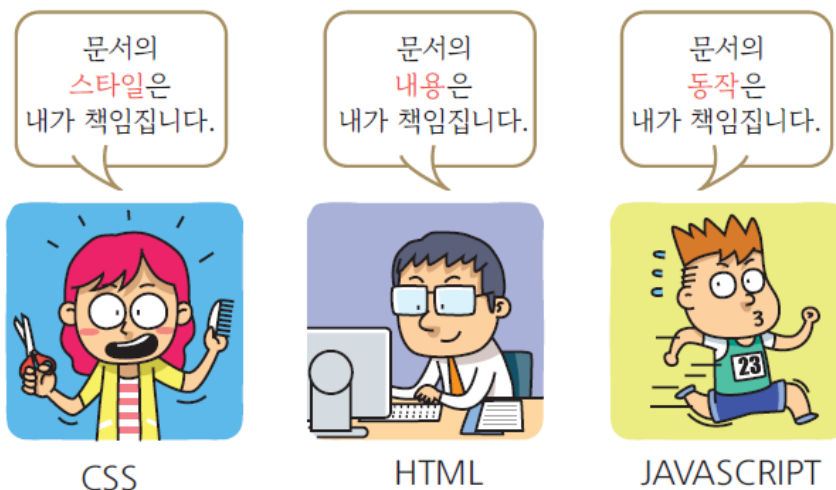 문서의
스타일은
내가 책임집니다.
문서의
내용은
내가 책임집니다.
문서의
동작은
내가 책임집니다.
23
CSS
HTML
JAVASCRIPT